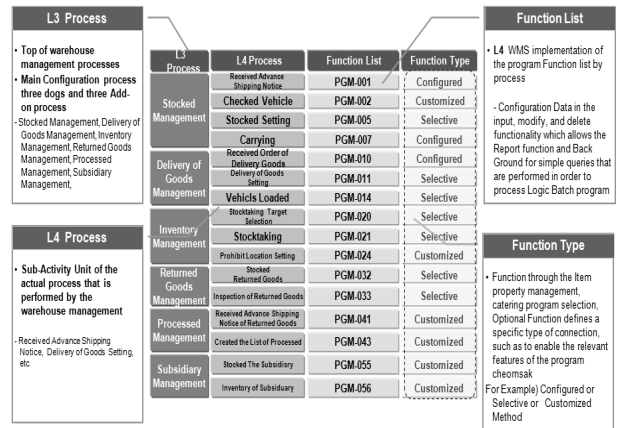 L3 Process
• Top of warehouse
management processes
• Main Configuration process
three dogs and three Add-
on process
- Stocked Management, Delivery of
Goods Management, Inventory
Management, Returned Goods
Management, Processed
Management, Subsidiary
Management,
L4 Process
• Sub-Activity Unit of the
actual process that is
performed by the
warehouse management
- Received Advance Shipping
Notice, Delivery of Goods Setting,
etc
L3
Process
L4 Process
Function List
Function Type
Stocked
Management
Received Advance
Shipping Notice
PGM-001
Configured
Checked Vehicle
PGM-002
Customized
Stocked Setting
PGM-005
Selective
Carrying
PGM-007
Configured
Delivery of
Goods
Management
Received Order of
Delivery Goods
PGM-010
Configured
Delivery of Goods
Setting
PGM-011
Selective
Vehicls Loaded
PGM-014
Selective
Inventory
Management
Stocktaking Target
Selection
PGM-020
Selective
Stocktaking
PGM-021
Selective
Prohibit Location Setting
PGM-024
Customized
Returned
Goods
Management
Stocked
Returned Goods
PGM-032
Selective
Inspection of Returned Goods
PGM-033
Selective
Processed
Management
Received Advance Shipping
Notice of Returned Goods
PGM-041
Customized
Created the List of Processed
PGM-043
Customized
Subsidiary
Management
Stocked The Subsidisry
PGM-055
Customized
Inventory of Subsiduary
PGM-056
Customized
Function List
• L4 WMS implementation of
the program Function list by
process
- Configuration Data in the
input, modify, and delete
functionality which allows the
Report function and Back
Ground for simple queries that
are performed in order to
process Logic Batch program
Function Type
• Function through the Item
property management,
catering program selection,
Optional Function defines a
specific type of connection,
such as to enable the relevant
features of the program
cheomsak
For Example) Configured or
Selective or Customized
Method